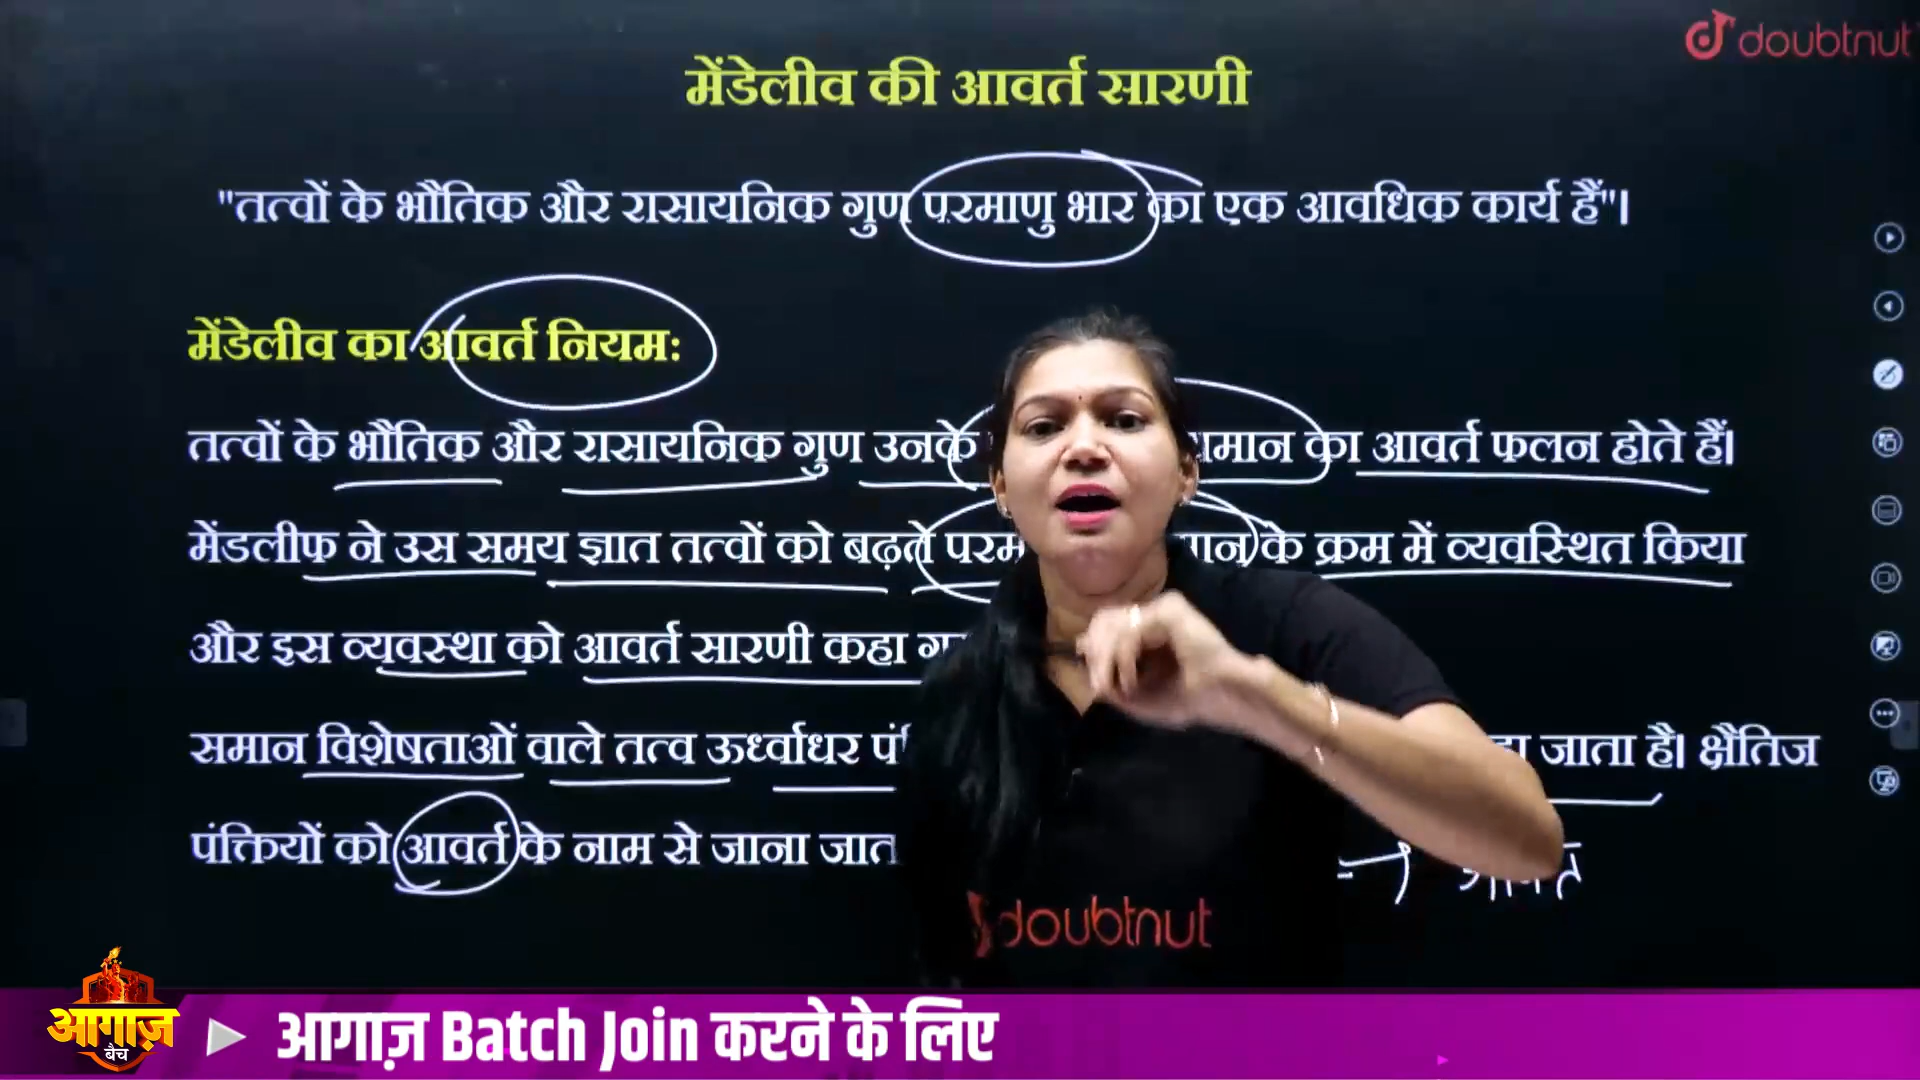 doubtnut
मेंडेलीव की आवर्त सारणी
"तत्वों के भौतिक और रासायनिक गुण परमाणु भार का एक आवधिक कार्य हैं"।
मेंडेलीव का आवर्त नियम:
तत्वों के भौतिक और रासायनिक गुण उनके का आवर्त फलन होते हैं।
मेंडलीफ ने उस समय ज्ञात तत्वों को बढ़ते के क्रम में व्यवस्थित किया
और इस व्यवस्था को आवर्त सारणी कहा
समान विशेषताओं वाले तत्व ऊर्ध्वाधर जाता है। क्षैतिज
पंक्तियों को आवर्त के नाम से जाना
doubtnut
आगाज़
बैच
आगाज़ Batch Join करने के लिए